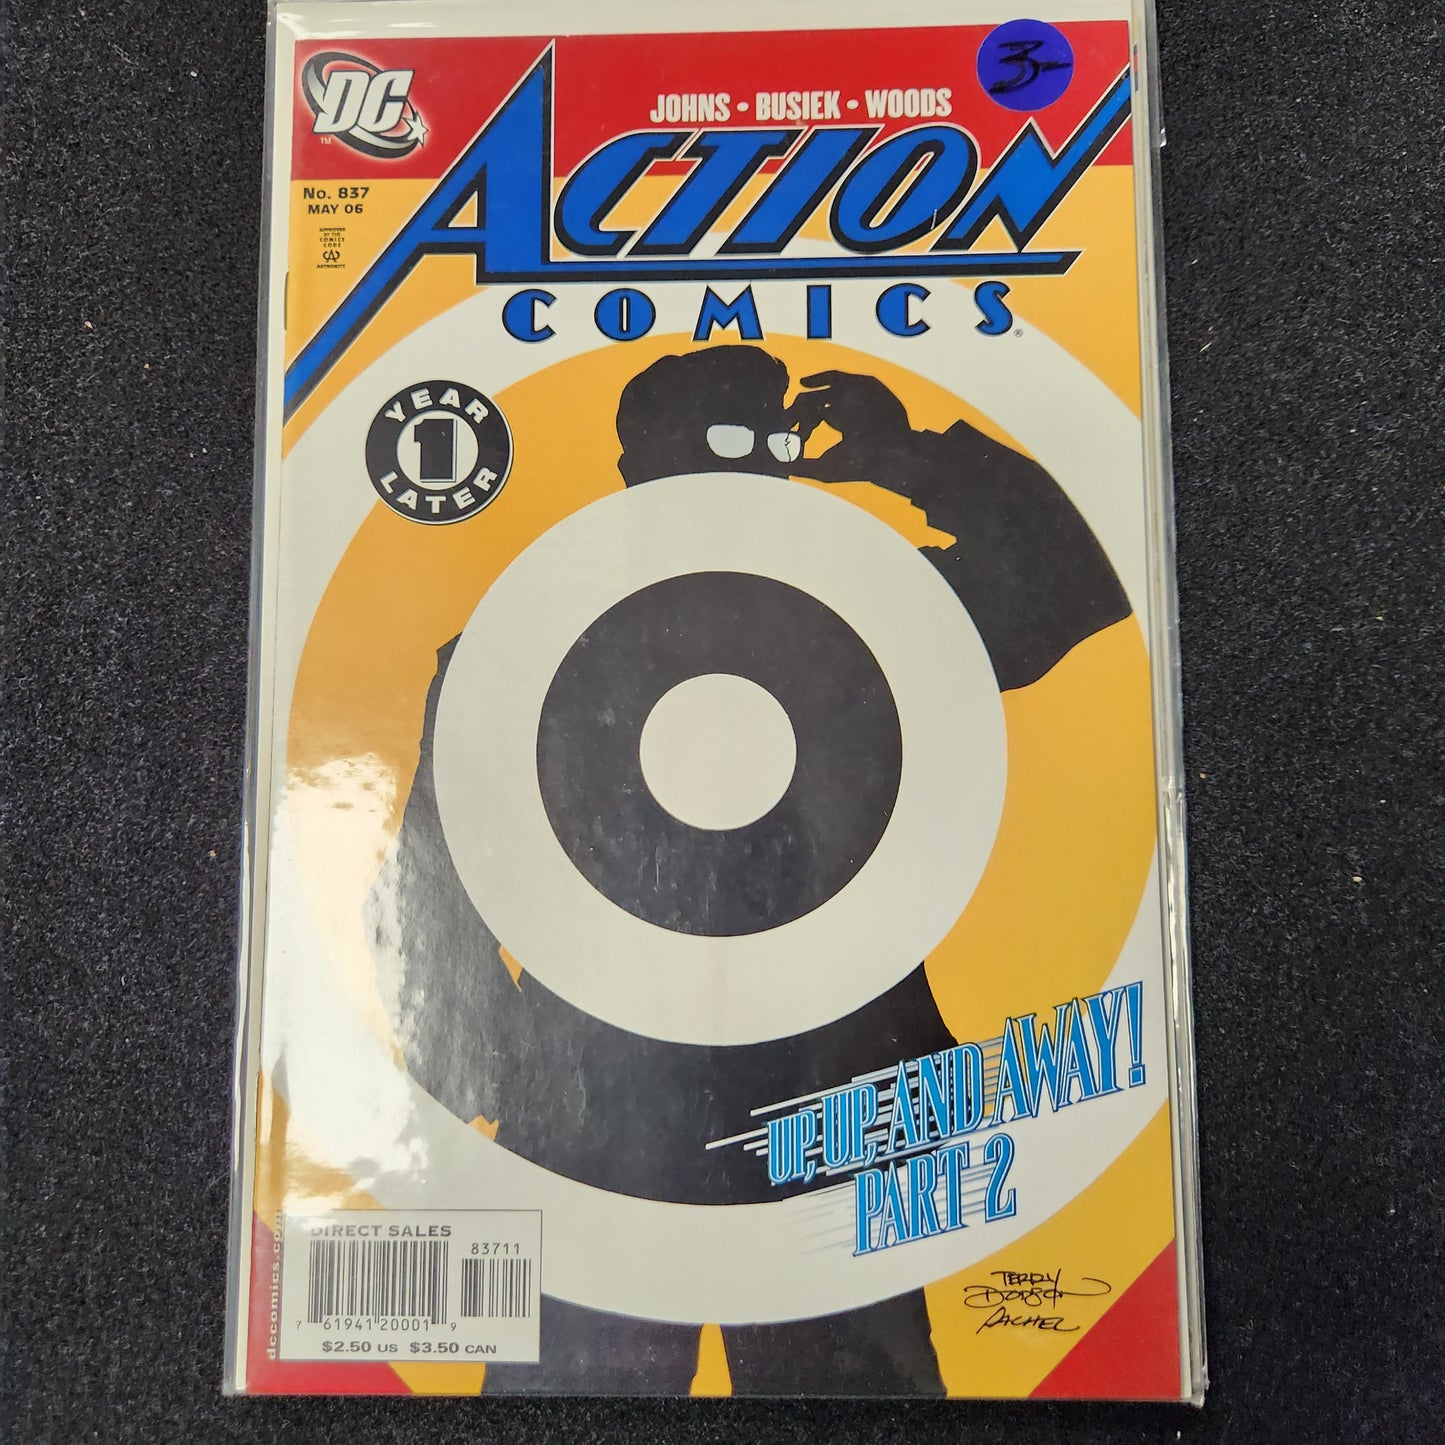 DC
TM
JOHNS • BUSIEK • WOODS
3-
ACTION
COMICS®
No. 837
MAY 06
APPROVED
BY THE
COMICS
CODE
CA
AUTHORITY
YEAR
1
LATER
UP, UP, AND AWAY!
PART 2
DIRECT SALES
83711
7 61941 20001 9
$2.50 US $3.50 CAN
dccomics.com
TERRY
DODSON
RACHEL